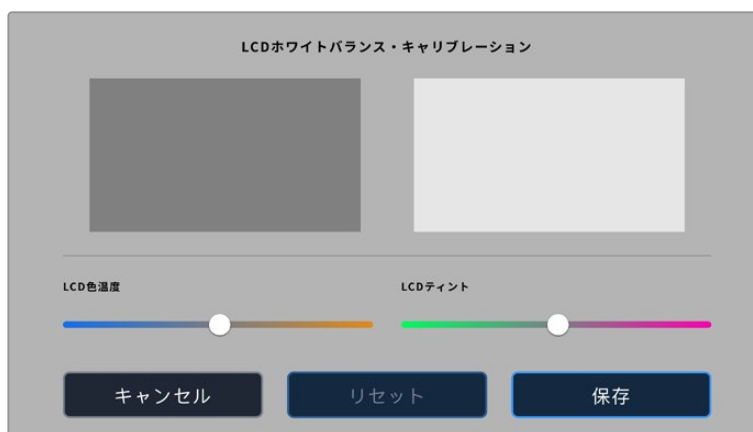 LCDホワイトバランス・キャリブレーション
LCD色温度
LCDティント
キャンセル
リセット
保存